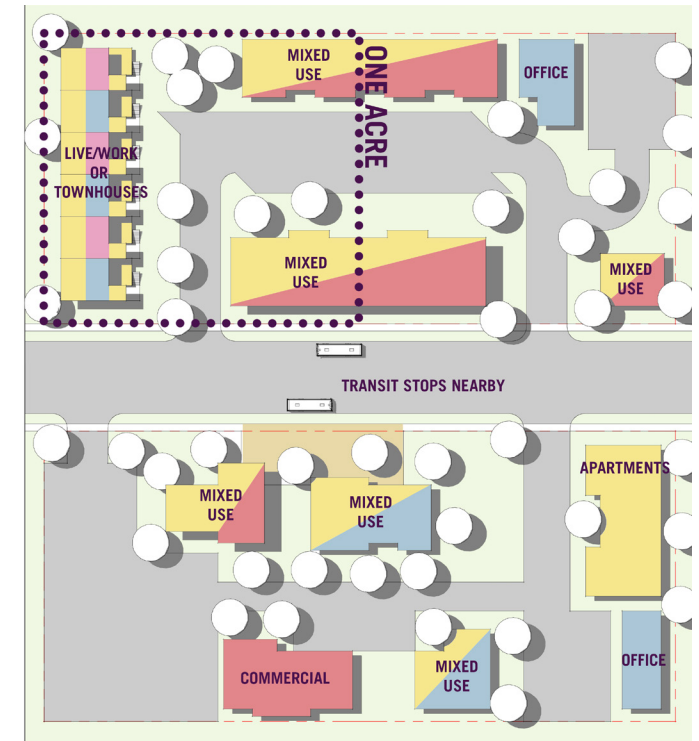 MIXED
USE
OFFICE
ONE ACRE
LIVE/WORK
OR
TOWNHOUSES
MIXED
USE
MIXED
USE
TRANSIT STOPS NEARBY
APARTMENTS
MIXED
USE
MIXED
USE
COMMERCIAL
MIXED
USE
OFFICE